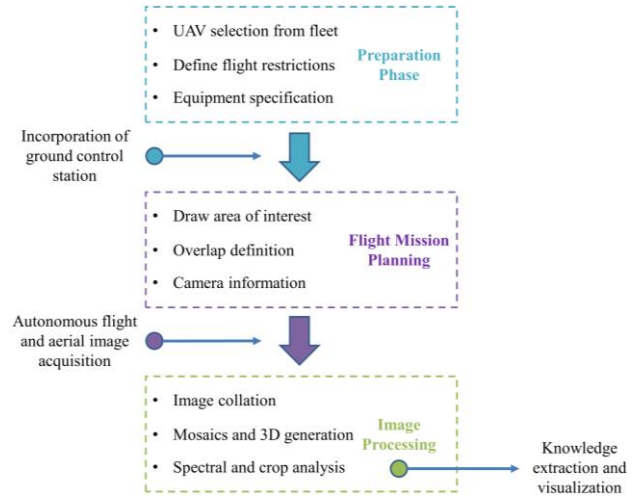 • UAV selection from fleet
• Define flight restrictions
• Equipment specification
Preparation
Phase
Incorporation of
ground control
station
• Draw area of interest
• Overlap definition
• Camera information
Flight Mission
Planning
Autonomous flight
and aerial image
acquisition
• Image collation
• Mosaics and 3D generation
• Spectral and crop analysis
Image
Processing
Knowledge
extraction and
visualization